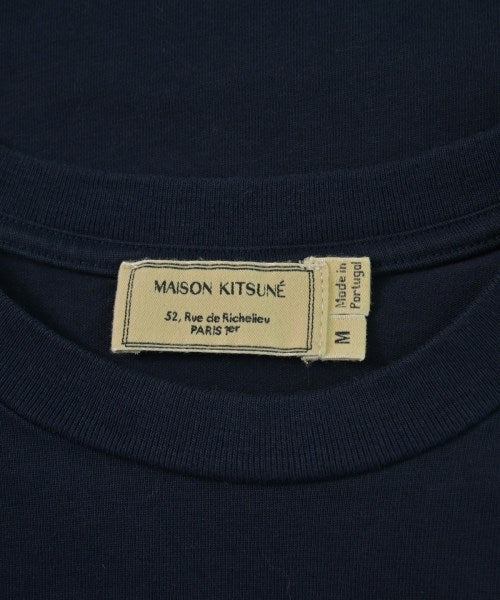 MAISON KITSUNÉ
52, Rue de Richelieu
PARIS 1er
Made in
Portugal
M